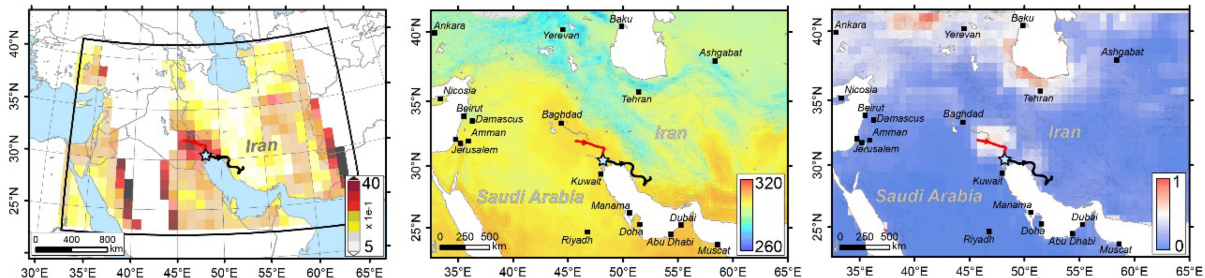 40°N
35°N
30°N
25°N
Iran
40
x 1e-1
5
0 400 800
km
30°E 35°E 40°E 45°E 50°E 55°E 60°E 65°E
Ankara
Baku
Yerevan
Ashgabat
Nicosia
Tehran
Beirut
Damascus
Baghdad
Iran
Amman
Jerusalem
Kuwait
Saudi Arabia
Manama
Dubai
Doha
Riyadh
Abu Dhabi
Muscat
320
260
0 250 500
km
40°N
35°N
30°N
25°N
35°E 40°E 45°E 50°E 55°E 60°E 65°E
Ankara
Baku
Yerevan
Ashgabat
Nicosia
Tehran
Beirut
Damascus
Baghdad
Iran
Amman
Jerusalem
Kuwait
Saudi Arabia
Manama
Dubai
Doha
Riyadh
Abu Dhabi
Muscat
1
0
0 250 500
km
40°N
35°N
30°N
25°N
35°E 40°E 45°E 50°E 55°E 60°E 65°E